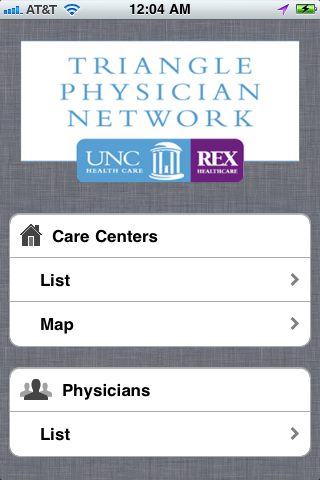 AT&T 12:04 AM
TRIANGLE
PHYSICIAN
NETWORK
UNC
HEALTH CARE
REX
HEALTHCARE
Care Centers
List
Map
Physicians
List